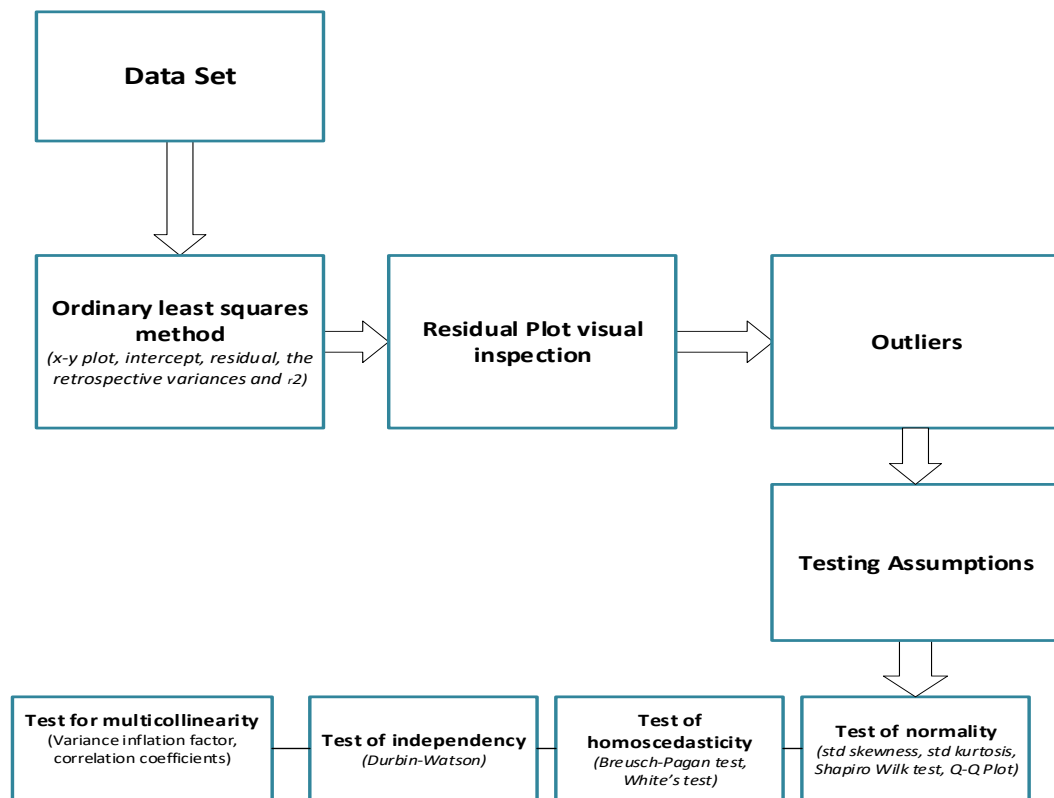 Data Set
Ordinary least squares
method
(x-y plot, intercept, residual, the
retrospective variances and r2)
Residual Plot visual
inspection
Outliers
Testing Assumptions
Test for multicollinearity
(Variance inflation factor,
correlation coefficients)
Test of independency
(Durbin-Watson)
Test of
homoscedasticity
(Breusch-Pagan test,
White's test)
Test of normality
(std skewness, std kurtosis,
Shapiro Wilk test, Q-Q Plot)